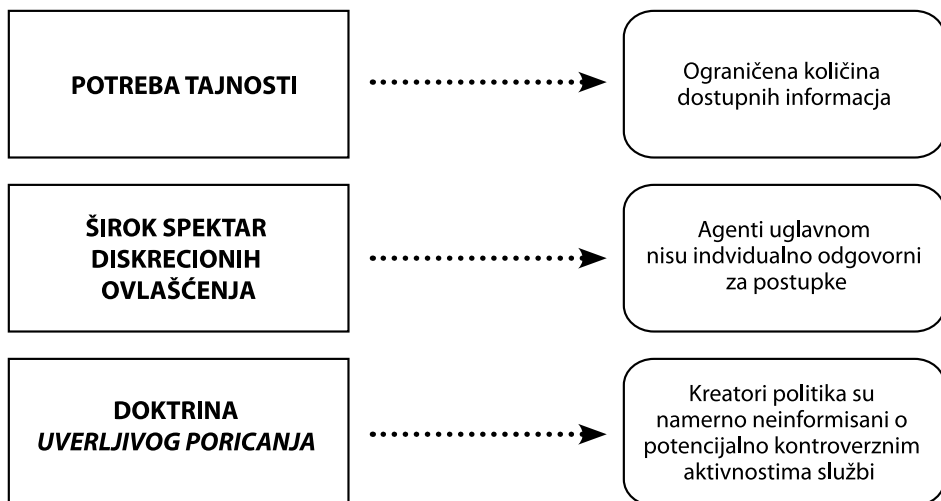 POTREBA TAJNOSTI
Ograničena količina
dostupnih informacja
ŠIROK SPEKTAR
DISKRECIONIH
OVLAŠĆENJA
Agenti uglavnom
nisu indvidualno odgovorni
za postupke
DOKTRINA
UVERLJIVOG PORICANJA
Kreatori politika su
namerno neinformisani o
potencijalno kontroverznim
aktivnostima službi